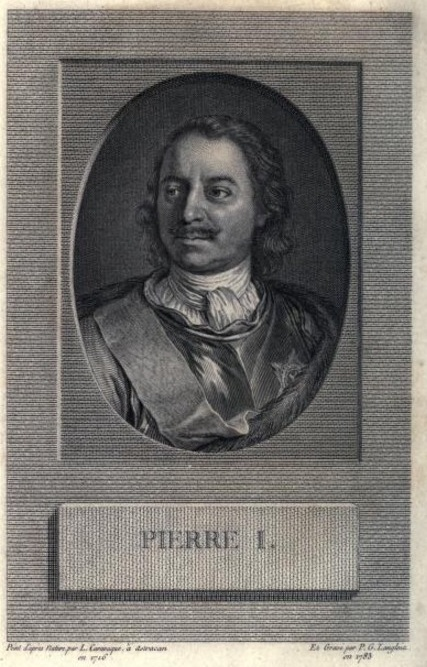 PIERRE I.
Peint d'après Nature par L. Caravaque, à Astracan
en 1716
Et Gravé par P. G. Langlois
en 1783